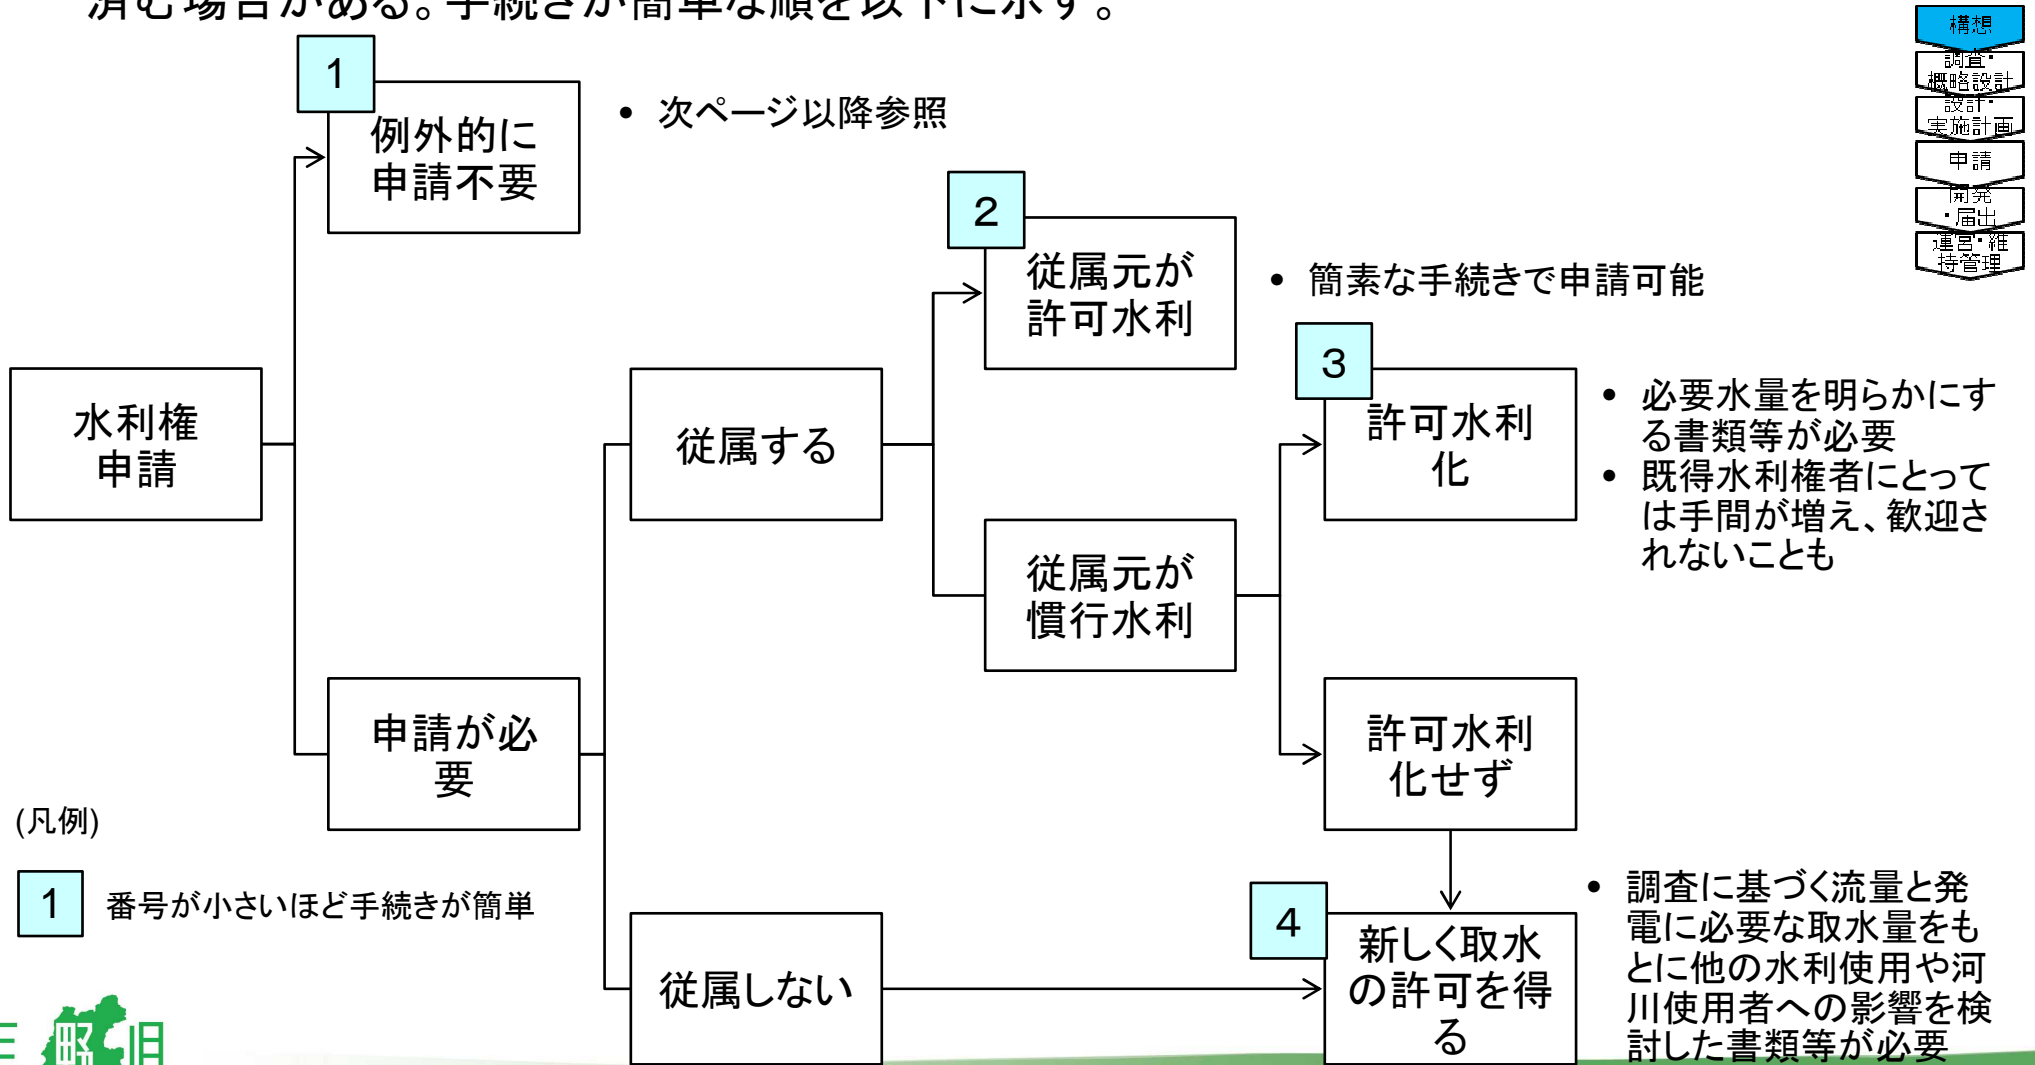 済む場合がある。手続きが簡単な順を以下に示す。
構想
調査・
概略設計
設計・
実施計画
申請
開発
・届出
運営・維
持管理
1
例外的に
申請不要
• 次ページ以降参照
2
従属元が
許可水利
• 簡素な手続きで申請可能
3
許可水利
化
• 必要水量を明らかにす
る書類等が必要
• 既得水利権者にとって
は手間が増え、歓迎さ
れないことも
水利権
申請
従属する
従属元が
慣行水利
申請が必
要
許可水利
化せず
(凡例)
1
番号が小さいほど手続きが簡単
従属しない
4
新しく取水
の許可を得
る
• 調査に基づく流量と発
電に必要な取水量をも
とに他の水利使用や河
川使用者への影響を検
討した書類等が必要